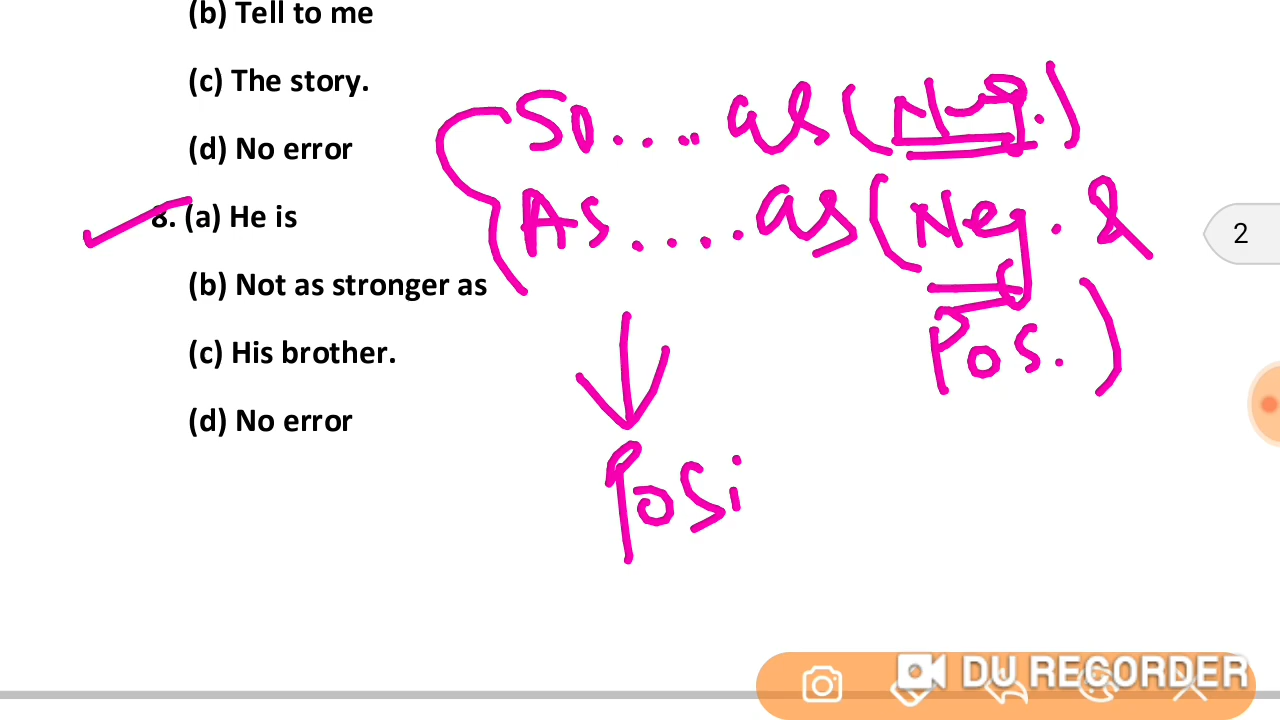 (b) Tell to me
(c) The story.
(d) No error
8. (a) He is
(b) Not as stronger as
(c) His brother.
(d) No error
So.... as (Neg.)
As.... as (Neg. &
Pos.)
Posi
2
DU RECORDER